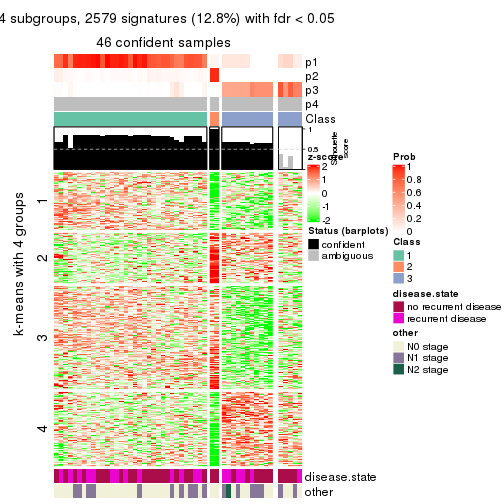 4 subgroups, 2579 signatures (12.8%) with fdr < 0.05
46 confident samples
p1
p2
p3
p4
Class
1
0.5
Silhouette
score
k-means with 4 groups
1
2
3
4
disease.state
other
z-score
2
1
0
-1
-2
Status (barplots)
confident
ambiguous
Prob
1
0.8
0.6
0.4
0.2
0
Class
1
2
3
disease.state
no recurrent disease
recurrent disease
other
N0 stage
N1 stage
N2 stage